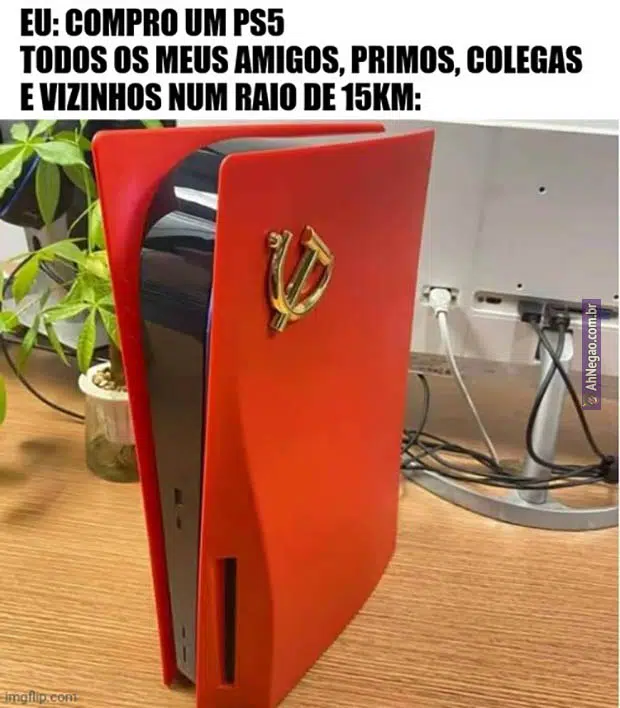 EU: COMPRO UM PS5
TODOS OS MEUS AMIGOS, PRIMOS, COLEGAS
E VIZINHOS NUM RAIO DE 15KM:
AhNegao.com.br
imgflip.com